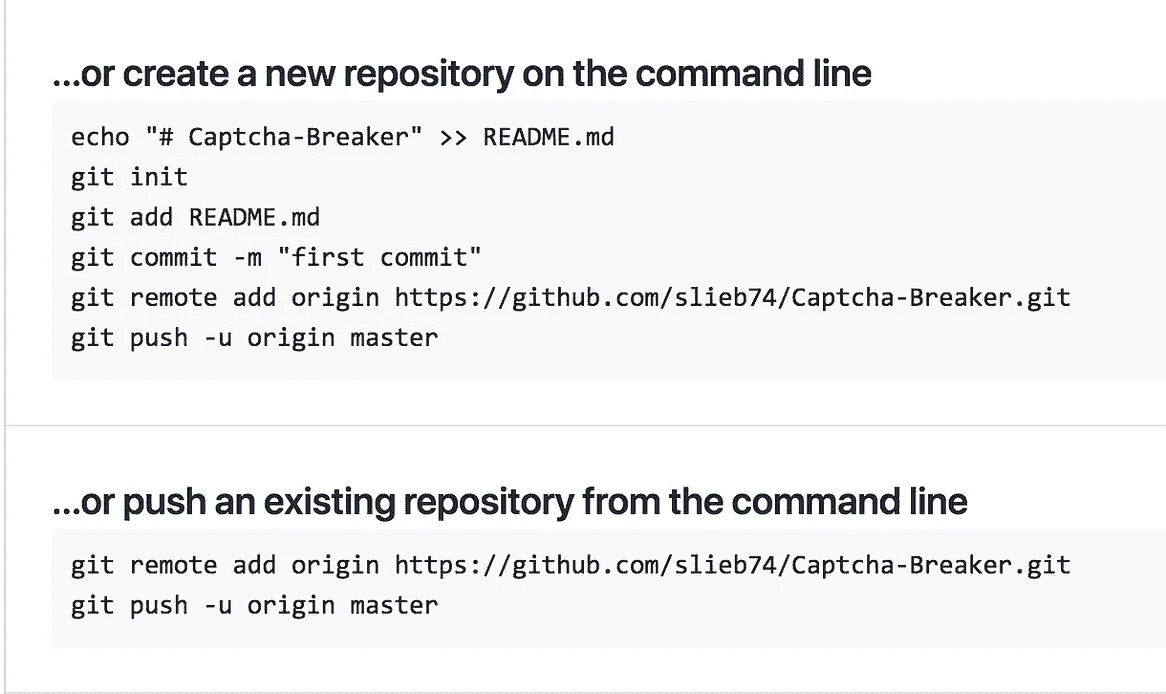 ...or create a new repository on the command line
echo "# Captcha-Breaker" >> README.md
git init
git add README.md
git commit -m "first commit"
git remote add origin https://github.com/slieb74/Captcha-Breaker.git
git push -u origin master
...or push an existing repository from the command line
git remote add origin https://github.com/slieb74/Captcha-Breaker.git
git push -u origin master